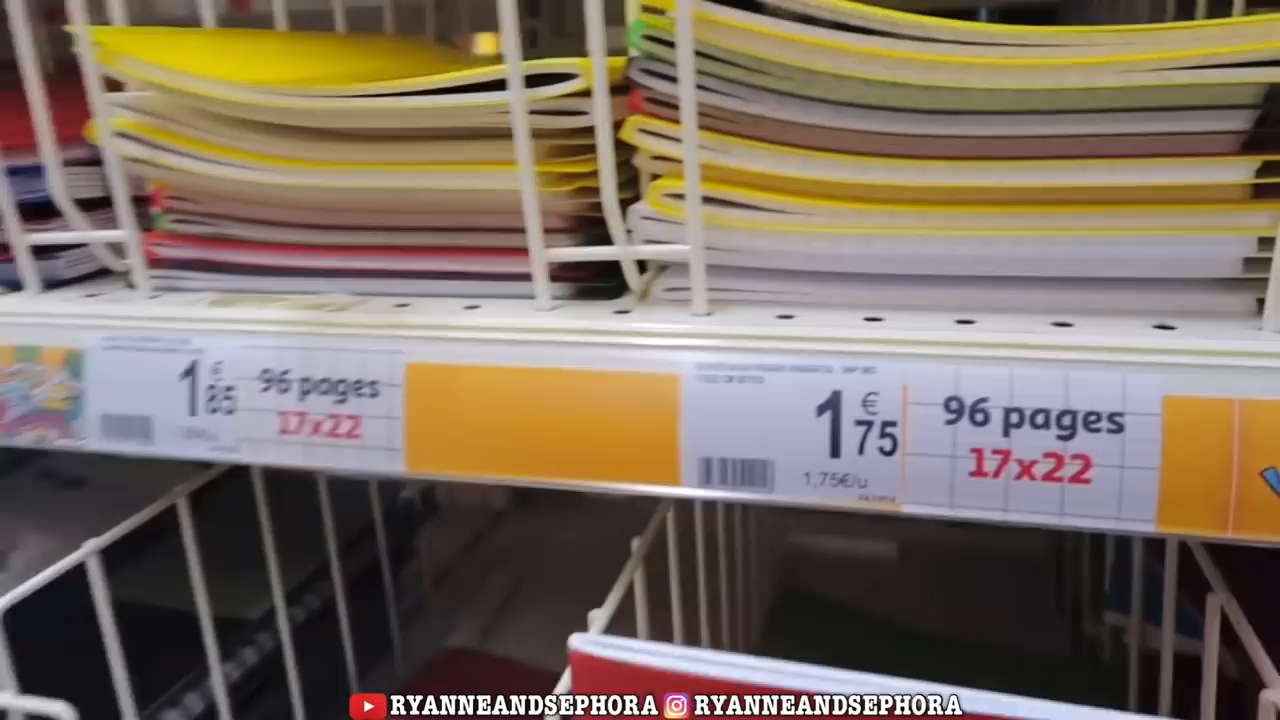 1€85
96 pages
17x22
1€75
1,75€/u
96 pages
17x22
RYANNEANDSEPHORA RYANNEANDSEPHORA